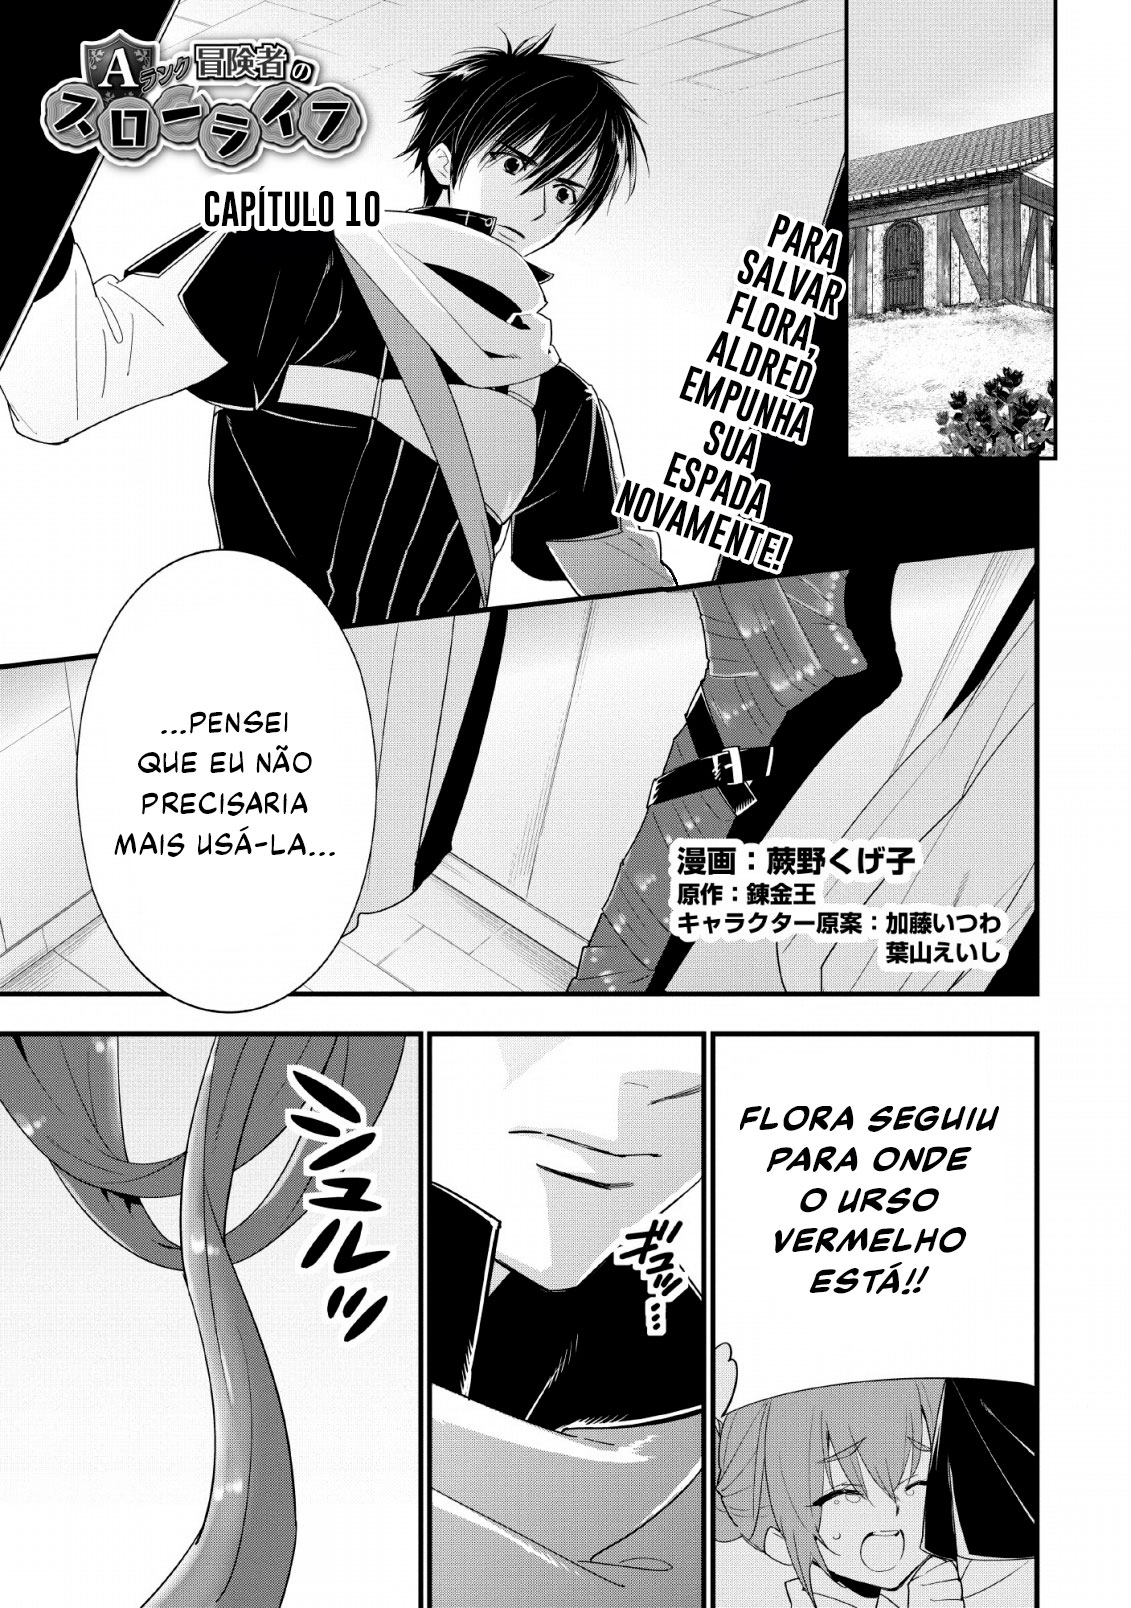 Aランク冒険者の
スローライフ
CAPÍTULO 10
PARA
SALVAR
FLORA,
ALDRED
EMPUNHA
SUA
ESPADA
NOVAMENTE!
...PENSEI
QUE EU NÃO
PRECISARIA
MAIS USÁ-LA...
漫画：蕨野くげ子
原作：錬金王
キャラクター原案：加藤いつわ
葉山えいし
FLORA SEGUIU
PARA ONDE
O URSO
VERMELHO
ESTÁ!!
ギュッ…
シュルッ